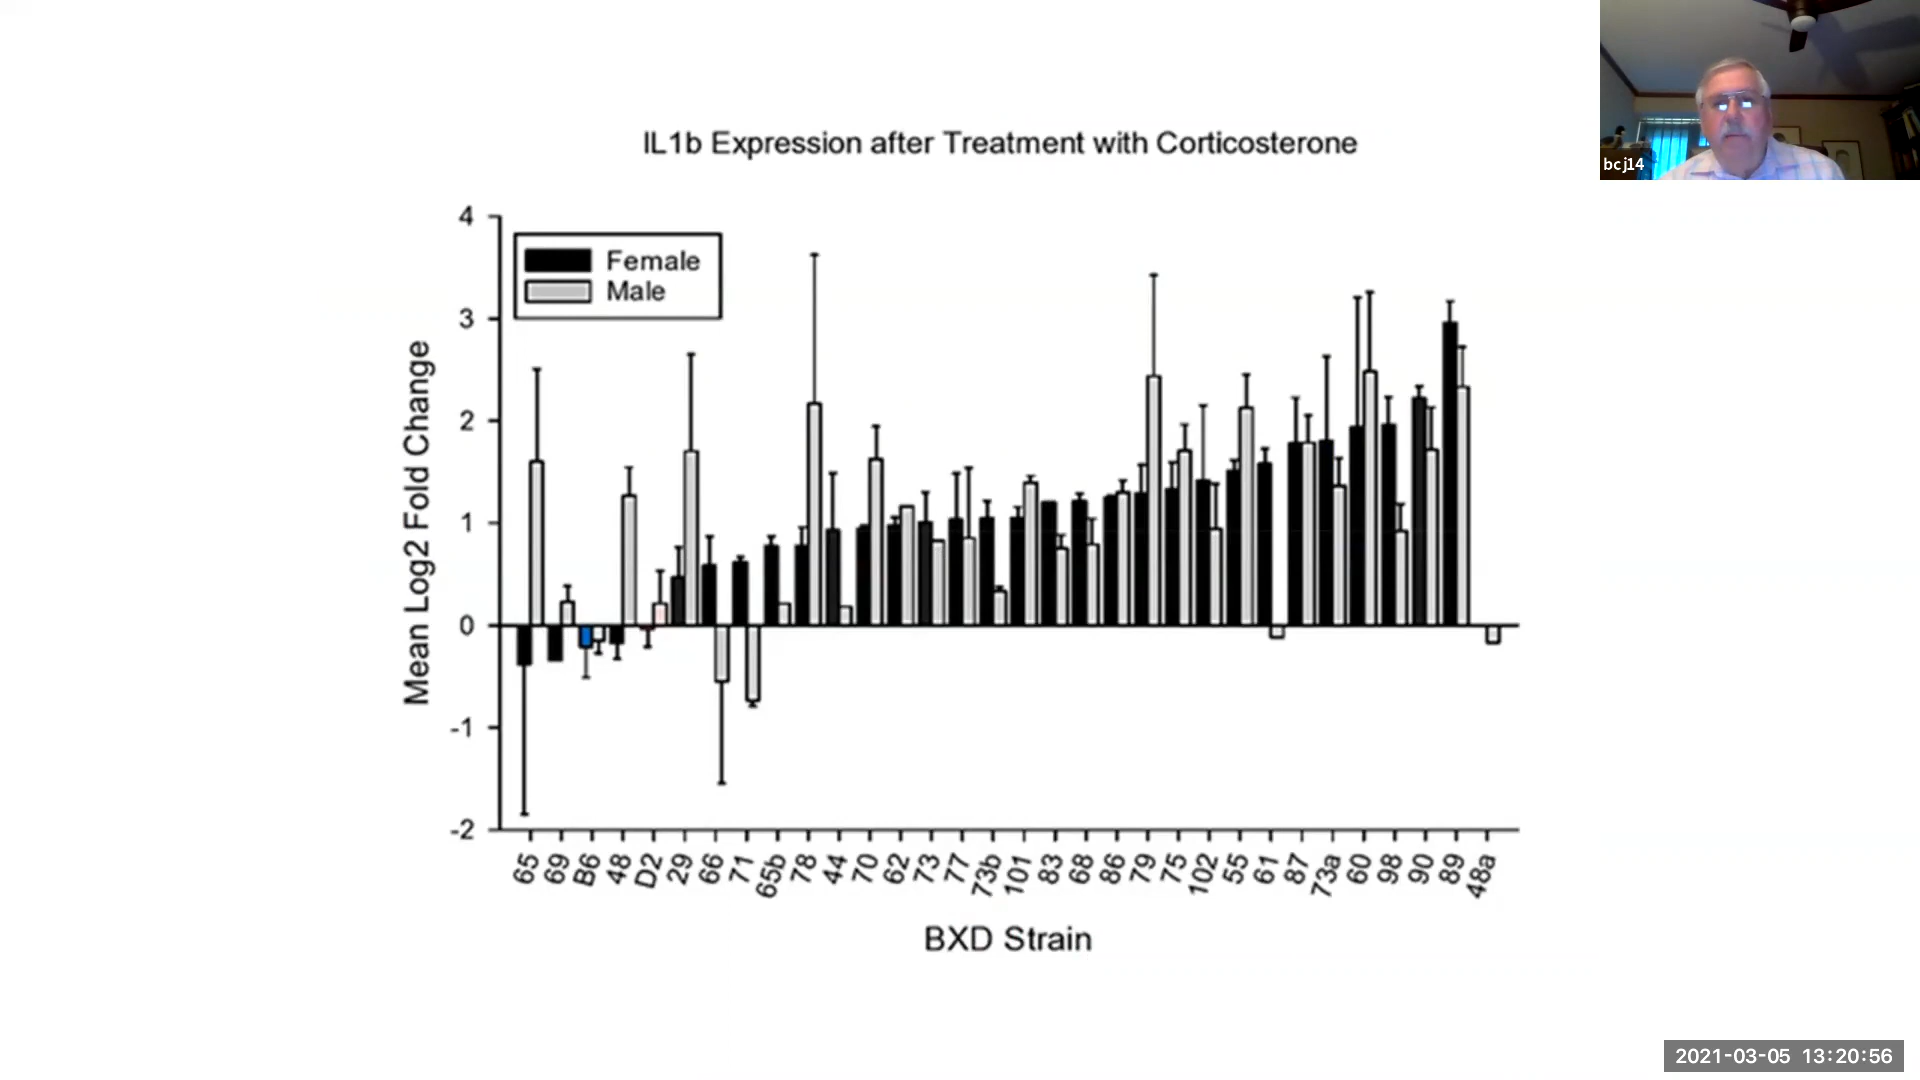 bcj14
IL1b Expression after Treatment with Corticosterone
Female
Male
Mean Log2 Fold Change
4
3
2
1
0
-1
-2
65 69 B6 48 D2 29 66 71 65b 78 44 70 62 73 77 73b 101 83 68 86 79 75 102 55 61 87 73a 60 98 90 89 48a
BXD Strain
2021-03-05 13:20:56